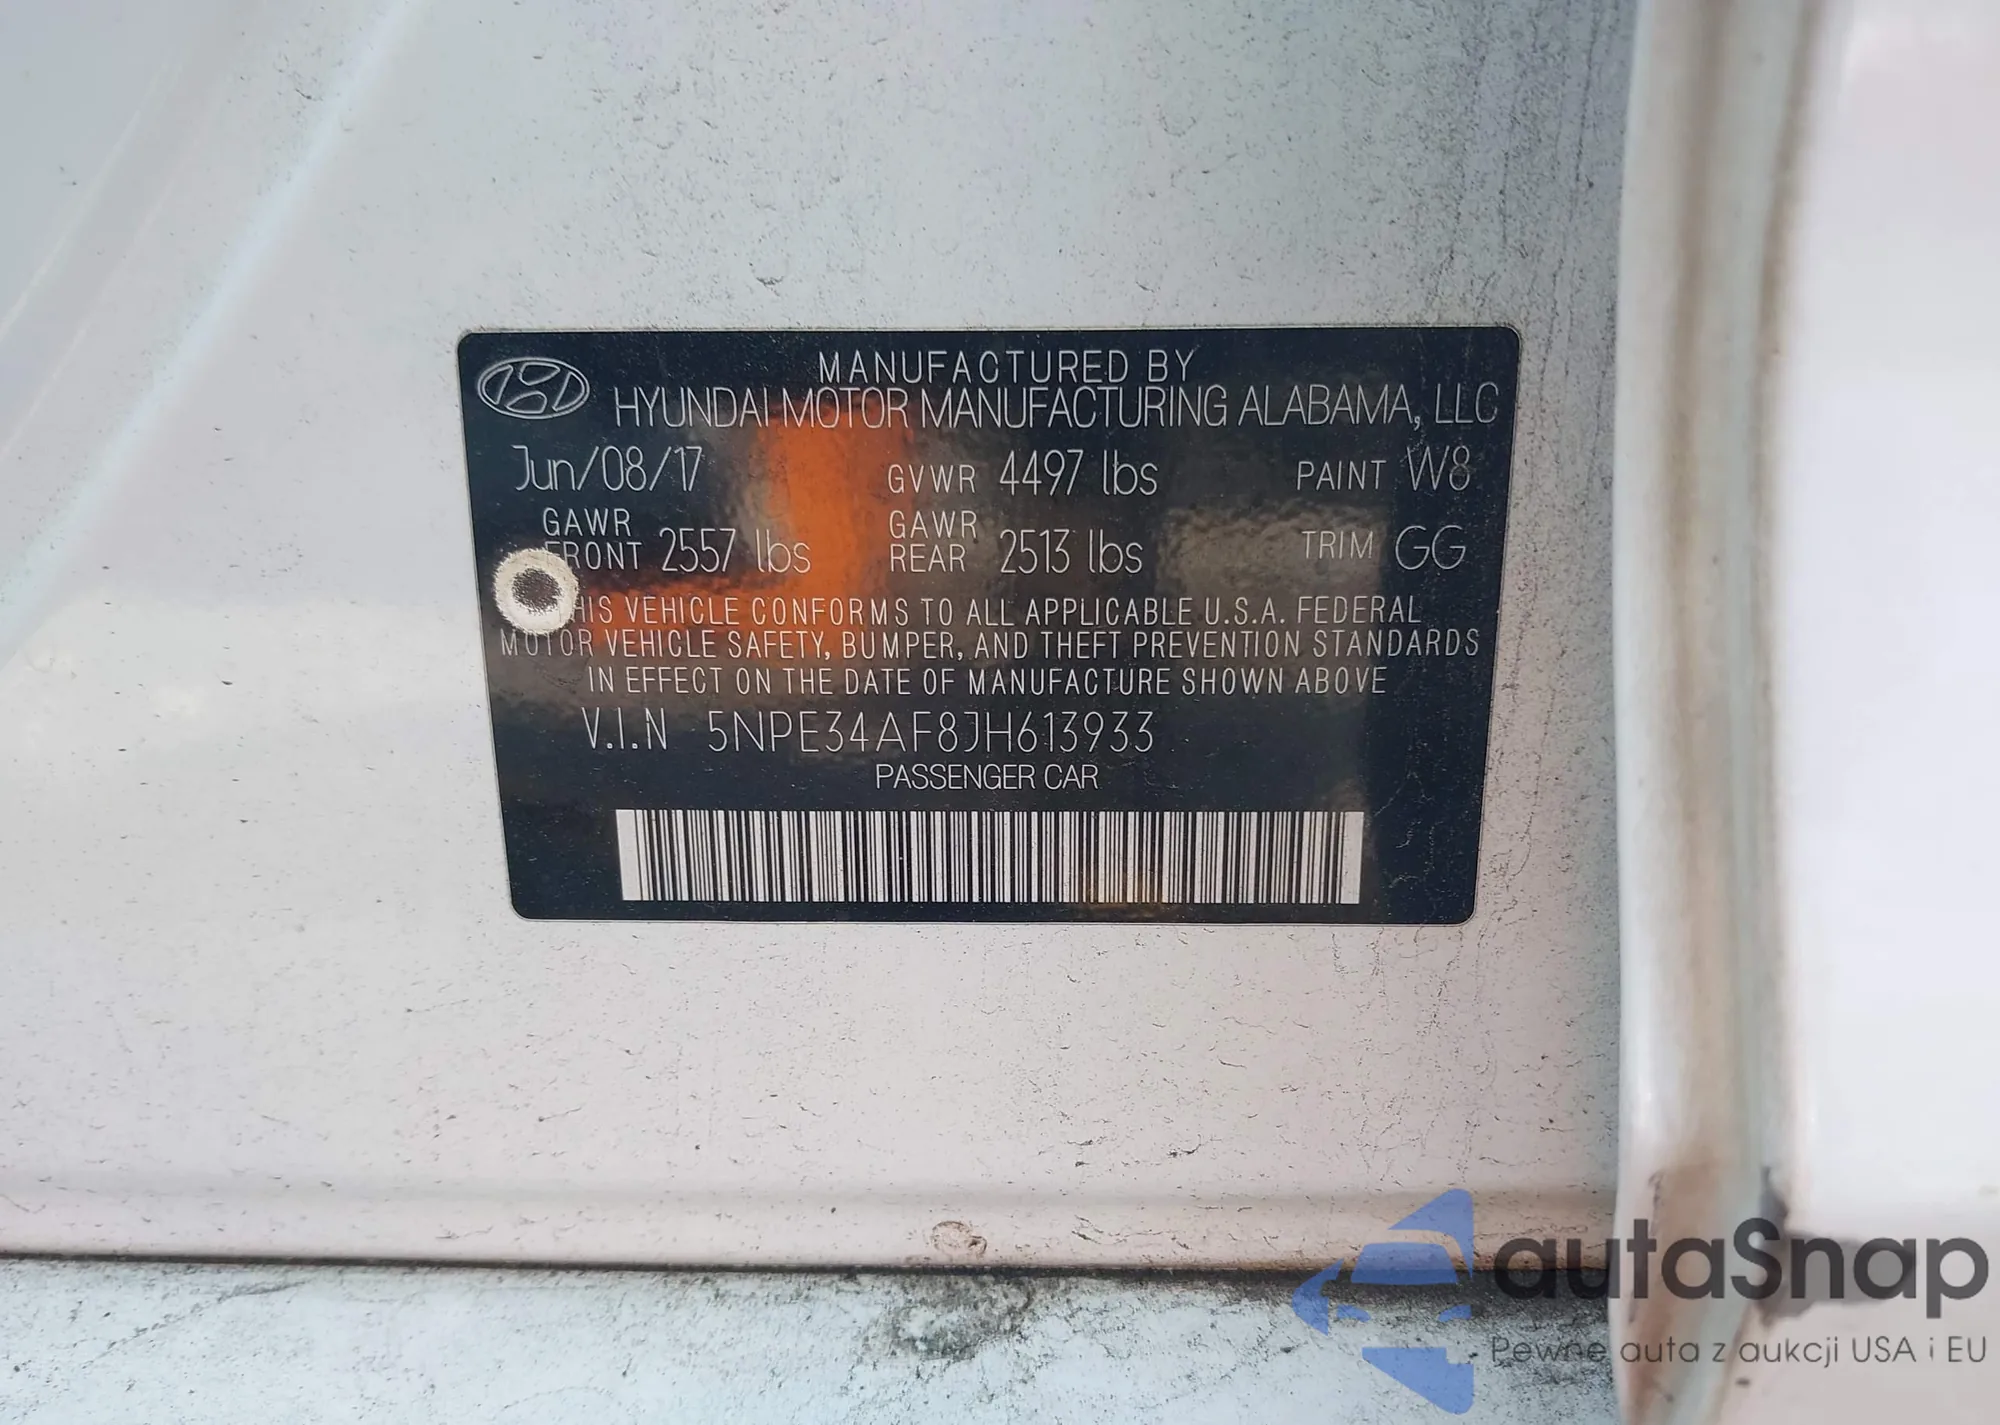 MANUFACTURED BY
HYUNDAI MOTOR MANUFACTURING ALABAMA, LLC
Jun/08/17 GVWR 4497 lbs PAINT W8
GAWR FRONT 2557 lbs GAWR REAR 2513 lbs TRIM GG
THIS VEHICLE CONFORMS TO ALL APPLICABLE U.S.A. FEDERAL
MOTOR VEHICLE SAFETY, BUMPER, AND THEFT PREVENTION STANDARDS
IN EFFECT ON THE DATE OF MANUFACTURE SHOWN ABOVE
V.I.N 5NPE34AF8JH613933
PASSENGER CAR
autaSnap
Pewne auta z aukcji USA i EU